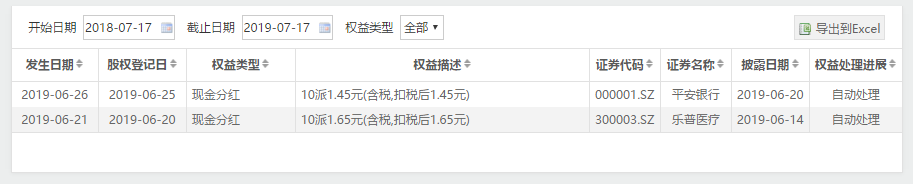 开始日期 2018-07-17 截止日期 2019-07-17 权益类型 全部 导出到Excel
发生日期 股权登记日 权益类型 权益描述 证券代码 证券名称 披露日期 权益处理进展
2019-06-26 2019-06-25 现金分红 10派1.45元(含税,扣税后1.45元) 000001.SZ 平安银行 2019-06-20 自动处理
2019-06-21 2019-06-20 现金分红 10派1.65元(含税,扣税后1.65元) 300003.SZ 乐普医疗 2019-06-14 自动处理